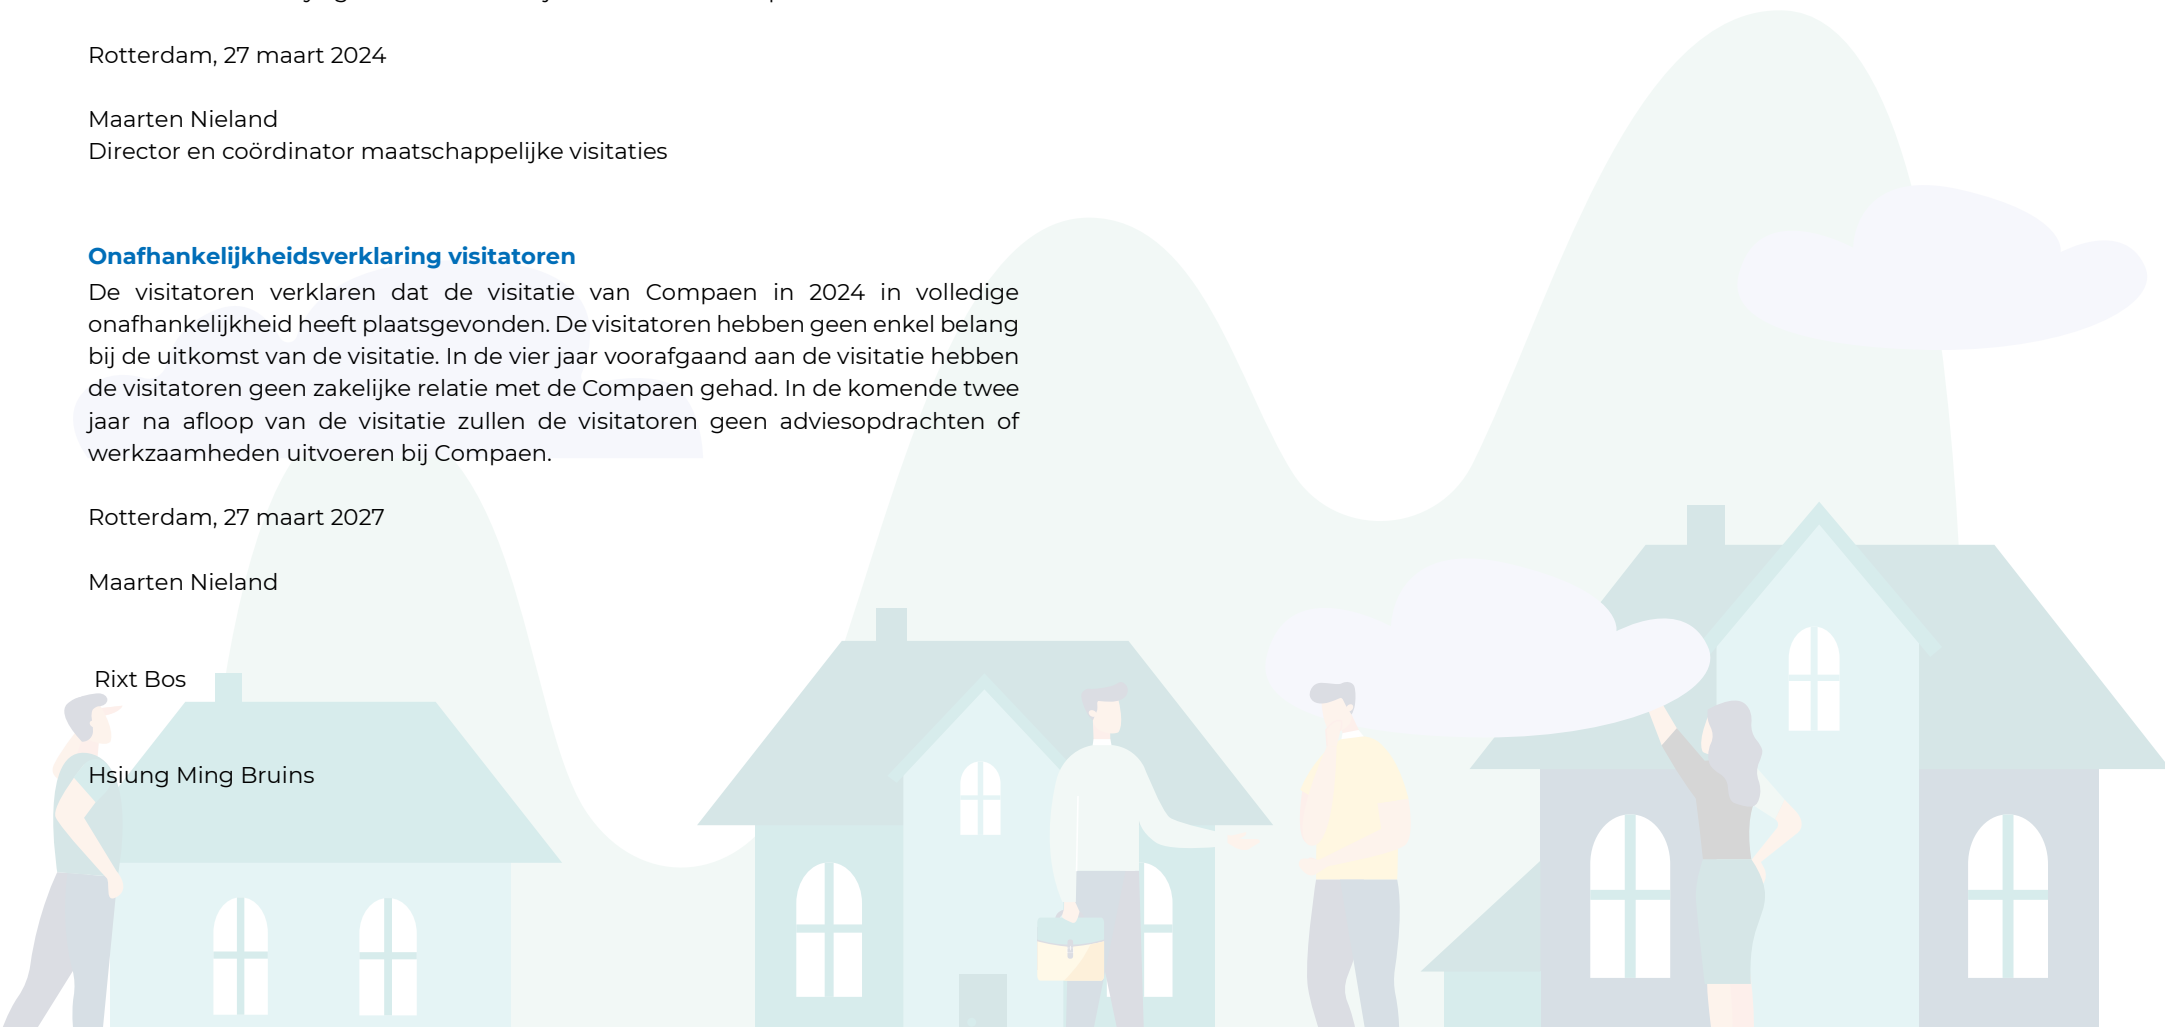 Rotterdam, 27 maart 2024
Maarten Nieland
Director en coördinator maatschappelijke visitaties
Onafhankelijkheidsverklaring visitatoren
De visitatoren verklaren dat de visitatie van Compaen in 2024 in volledige
onafhankelijkheid heeft plaatsgevonden. De visitatoren hebben geen enkel belang
bij de uitkomst van de visitatie. In de vier jaar voorafgaand aan de visitatie hebben
de visitatoren geen zakelijke relatie met de Compaen gehad. In de komende twee
jaar na afloop van de visitatie zullen de visitatoren geen adviesopdrachten of
werkzaamheden uitvoeren bij Compaen.
Rotterdam, 27 maart 2027
Maarten Nieland
Rixt Bos
Hsiung Ming Bruins